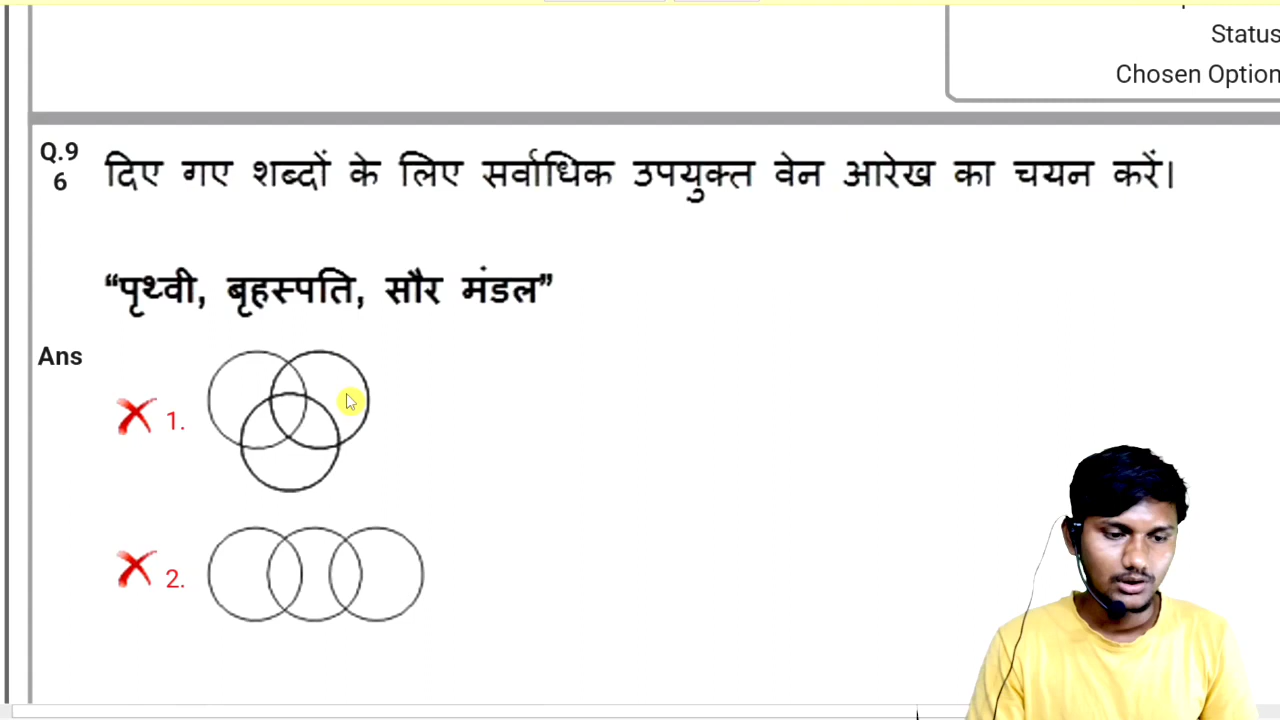 Status
Chosen Option
Q.9
6
दिए गए शब्दों के लिए सर्वाधिक उपयुक्त वेन आरेख का चयन करें।
“पृथ्वी, बृहस्पति, सौर मंडल”
Ans
1.
2.